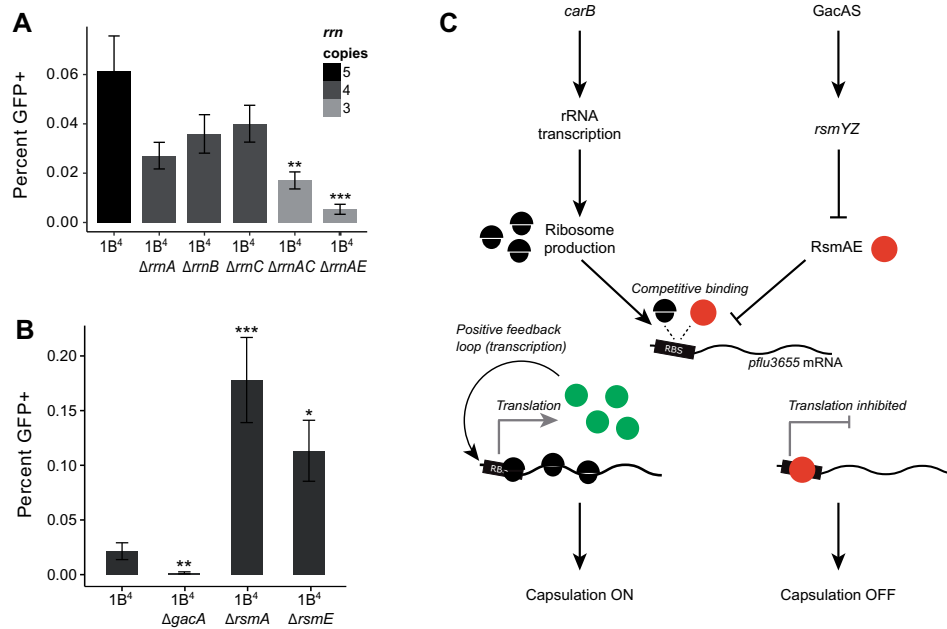 A
Percent GFP+
0.06
0.04
0.02
0.00
rrn
copies
5
4
3
**
***
1B⁴
1B⁴
1B⁴
1B⁴
1B⁴
1B⁴
ΔrrnA
ΔrrnB
ΔrrnC
ΔrrnAC
ΔrrnAE
B
Percent GFP+
0.20
0.15
0.10
0.05
0.00
**
***
*
1B⁴
1B⁴
1B⁴
1B⁴
ΔgacA
ΔrsmA
ΔrsmE
C
carB
GacAS
rRNA
transcription
rsmYZ
Ribosome
production
RsmAE
Competitive binding
RBS
pflu3655 mRNA
Positive feedback
loop (transcription)
Translation
RB
Translation inhibited
Capsulation ON
Capsulation OFF